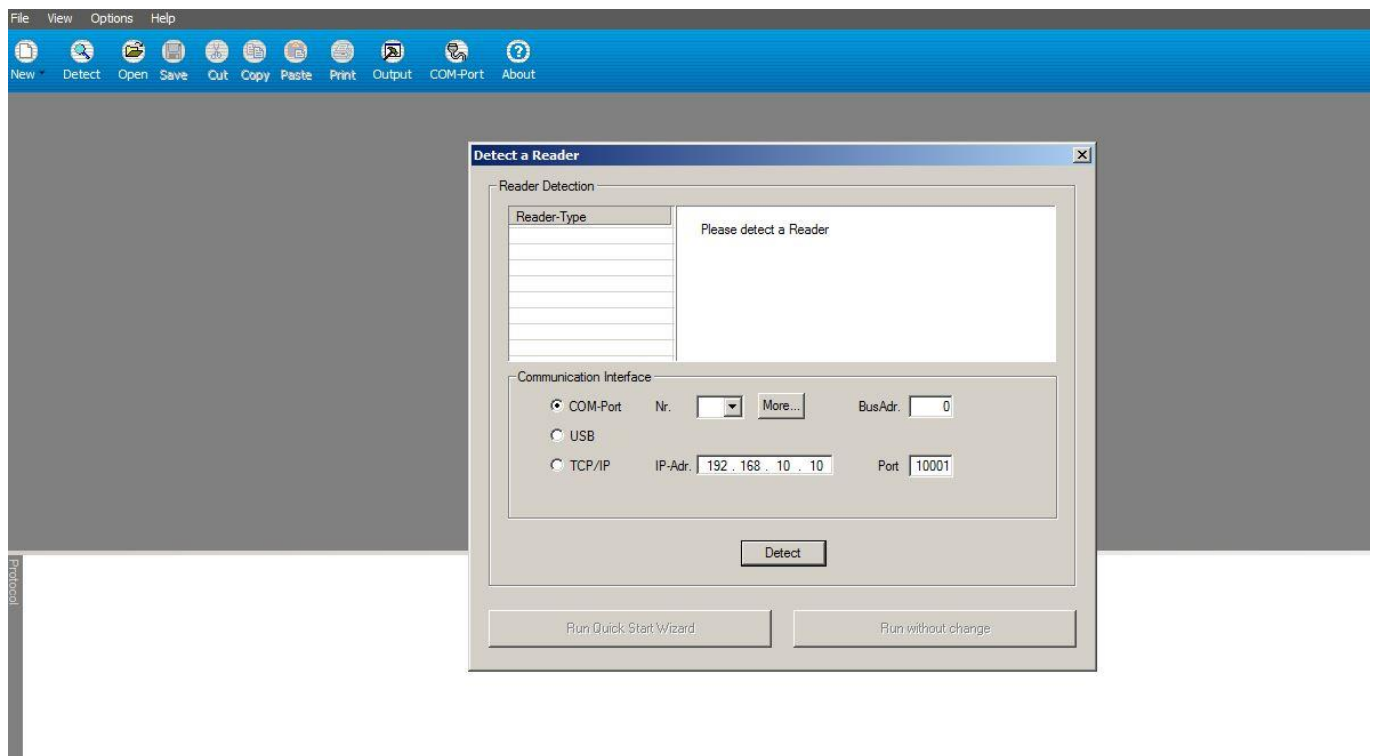 File View Options Help
New Detect Open Save Cut Copy Paste Print Output COM-Port About
Detect a Reader
Reader Detection
Reader-Type
Please detect a Reader
Communication Interface
COM-Port Nr. More... BusAdr. 0
USB
TCP/IP IP-Adr. 192 . 168 . 10 . 10 Port 10001
Detect
Protocol
Run Quick Start Wizard Run without change